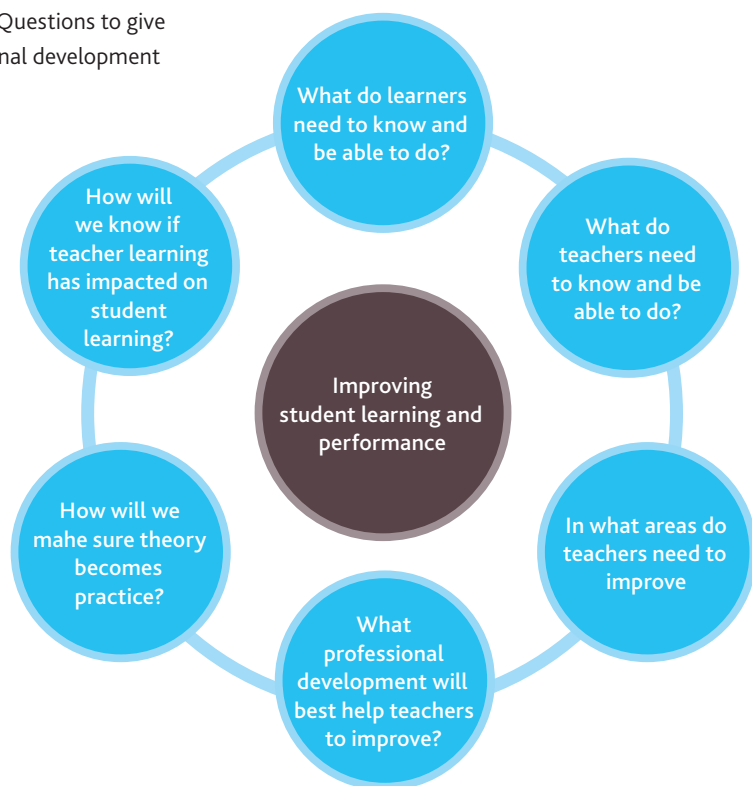 Questions to give
nal development
What do learners
need to know and
be able to do?
What do
teachers need
to know and be
able to do?
In what areas do
teachers need to
improve
What
professional
development will
best help teachers
to improve?
How will we
mahe sure theory
becomes
practice?
How will
we know if
teacher learning
has impacted on
student
learning?
Improving
student learning and
performance